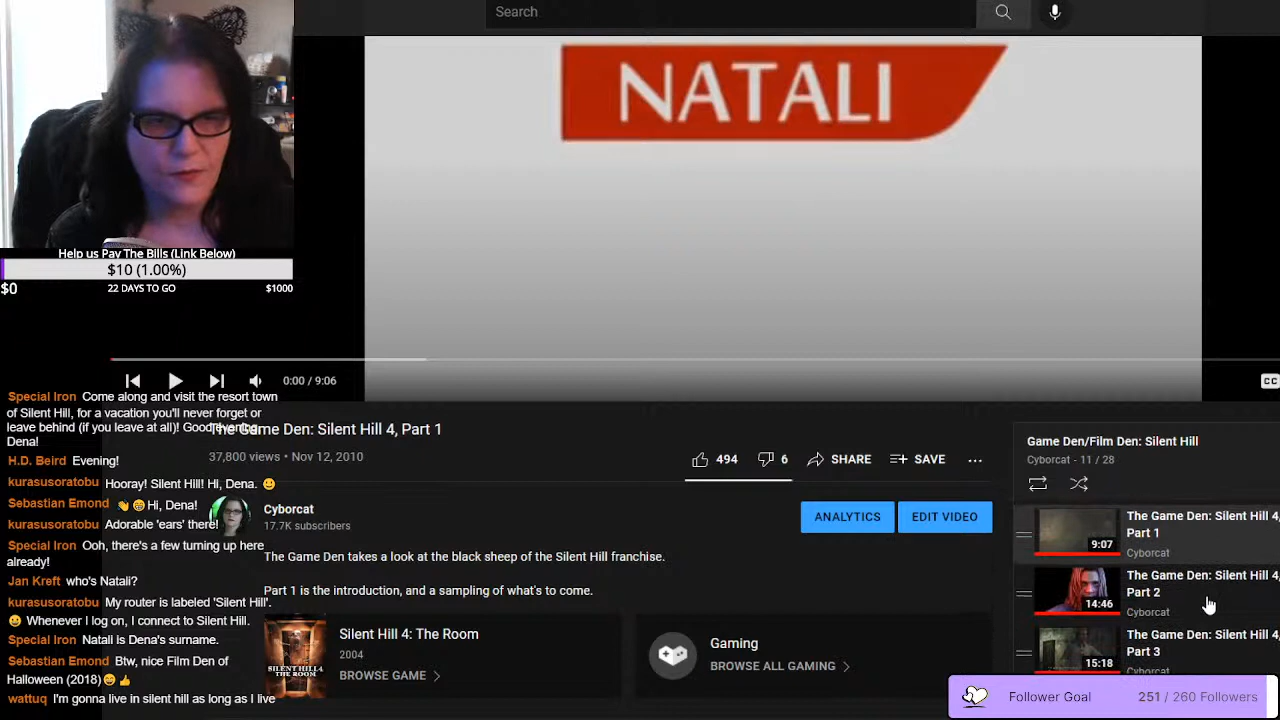 Search
NATALI
Help us Pay The Bills (Link Below)
$10 (1.00%)
$0 22 DAYS TO GO $1000
0:00 / 9:06
CC
Special Iron Come along and visit the resort town
of Silent Hill, for a vacation you'll never forget or
leave behind (if you leave at all)! Good evening,
Dena!
H.D. Beird Evening!
kurasusoratobu Hooray! Silent Hill! Hi, Dena. 🙂
Sebastian Emond 👋😁Hi, Dena!
kurasusoratobu Adorable 'ears' there!
Special Iron Ooh, there's a few turning up here
already!
Jan Kreft who's Natali?
kurasusoratobu My router is labeled 'Silent Hill'.
😀 Whenever I log on, I connect to Silent Hill.
Special Iron Natali is Dena's surname.
Sebastian Emond Btw, nice Film Den of
Halloween (2018)😁👍
wattuq I'm gonna live in silent hill as long as I live
The Game Den: Silent Hill 4, Part 1
37,800 views • Nov 12, 2010
494 6 SHARE SAVE ...
Cyborcat
17.7K subscribers
ANALYTICS EDIT VIDEO
The Game Den takes a look at the black sheep of the Silent Hill franchise.
Part 1 is the introduction, and a sampling of what's to come.
SILENT HILL 4
THE ROOM
Silent Hill 4: The Room
2004
BROWSE GAME
Gaming
BROWSE ALL GAMING
Game Den/Film Den: Silent Hill
Cyborcat - 11 / 28
9:07
The Game Den: Silent Hill 4,
Part 1
Cyborcat
14:46
The Game Den: Silent Hill 4,
Part 2
Cyborcat
15:18
The Game Den: Silent Hill 4,
Part 3
Cyborcat
Follower Goal 251 / 260 Followers